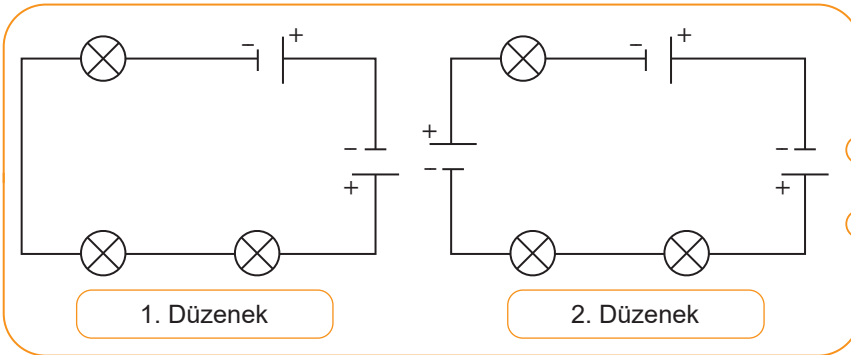 − + − +
+
− − −
+ +
1. Düzenek 2. Düzenek